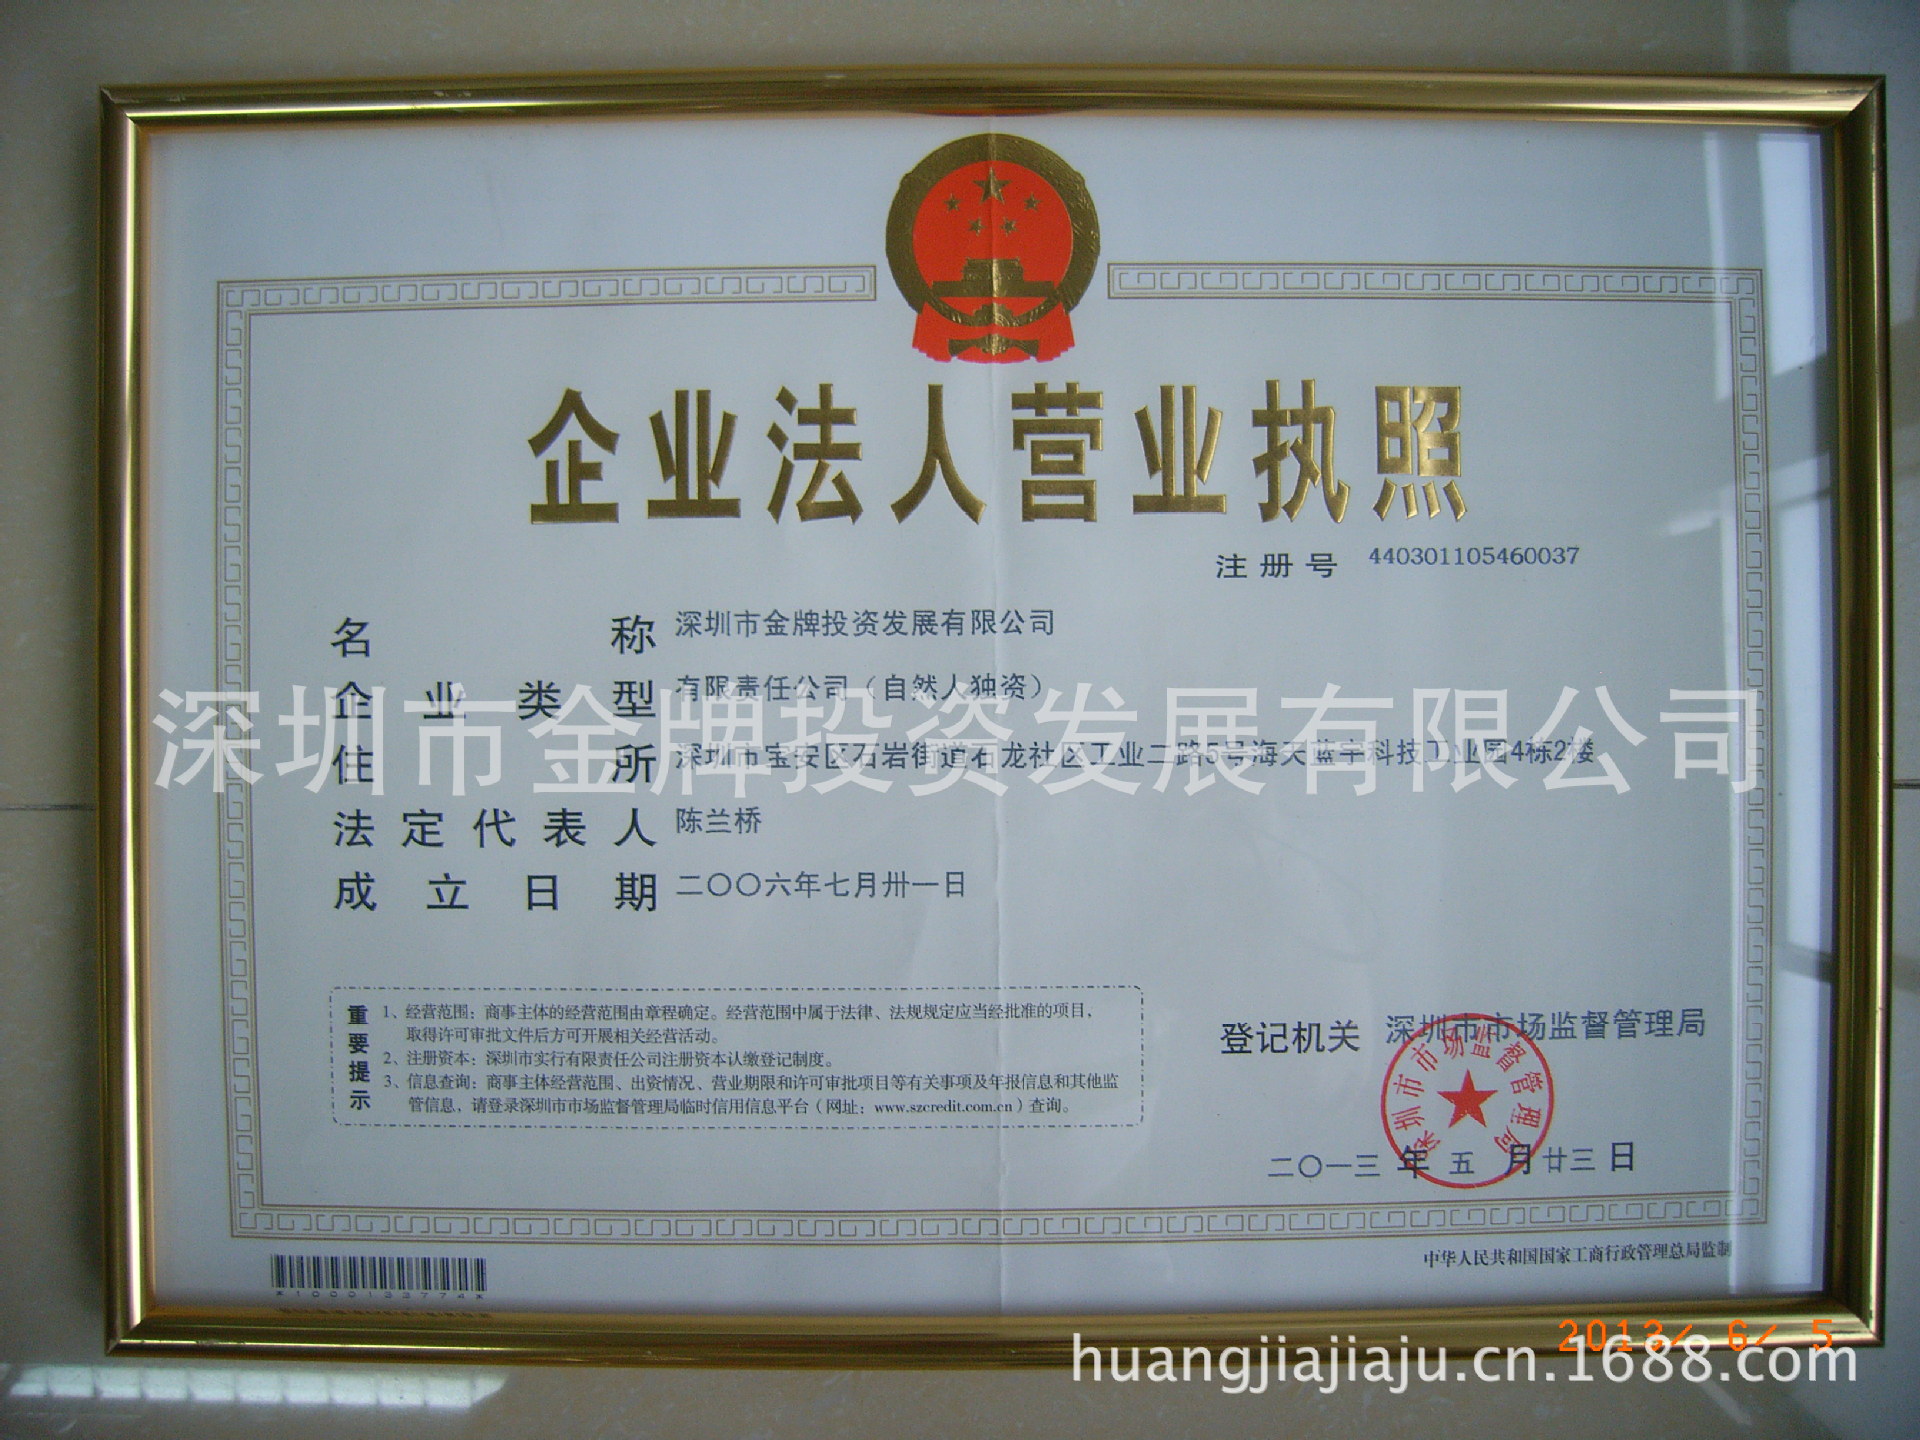 企业法人营业执照
注册号 440301105460037
名称 深圳市金牌投资发展有限公司
企业类型 有限责任公司（自然人独资）
深圳市金牌投资发展有限公司
住所 深圳市宝安区石岩街道石龙社区工业二路5号海天蓝宇科技工业园4栋2楼
法定代表人 陈兰桥
成立日期 二〇〇六年七月卅一日
重要提示
1、经营范围：商事主体的经营范围由章程确定。经营范围中属于法律、法规规定应当经批准的项目，
取得许可审批文件后方可开展相关经营活动。
2、注册资本：深圳市实行有限责任公司注册资本认缴登记制度。
3、信息查询：商事主体经营范围、出资情况、营业期限和许可审批项目等有关事项及年报信息和其他监
管信息，请登录深圳市市场监督管理局临时信用信息平台（网址：www.szcredit.com.cn）查询。
登记机关 深圳市市场监督管理局
深圳市市场监督管理局
二〇一三年五月廿三日
*1000133774*
中华人民共和国国家工商行政管理总局监制
2013/ 6/ 5
huangjiajiaju.cn.1688.com